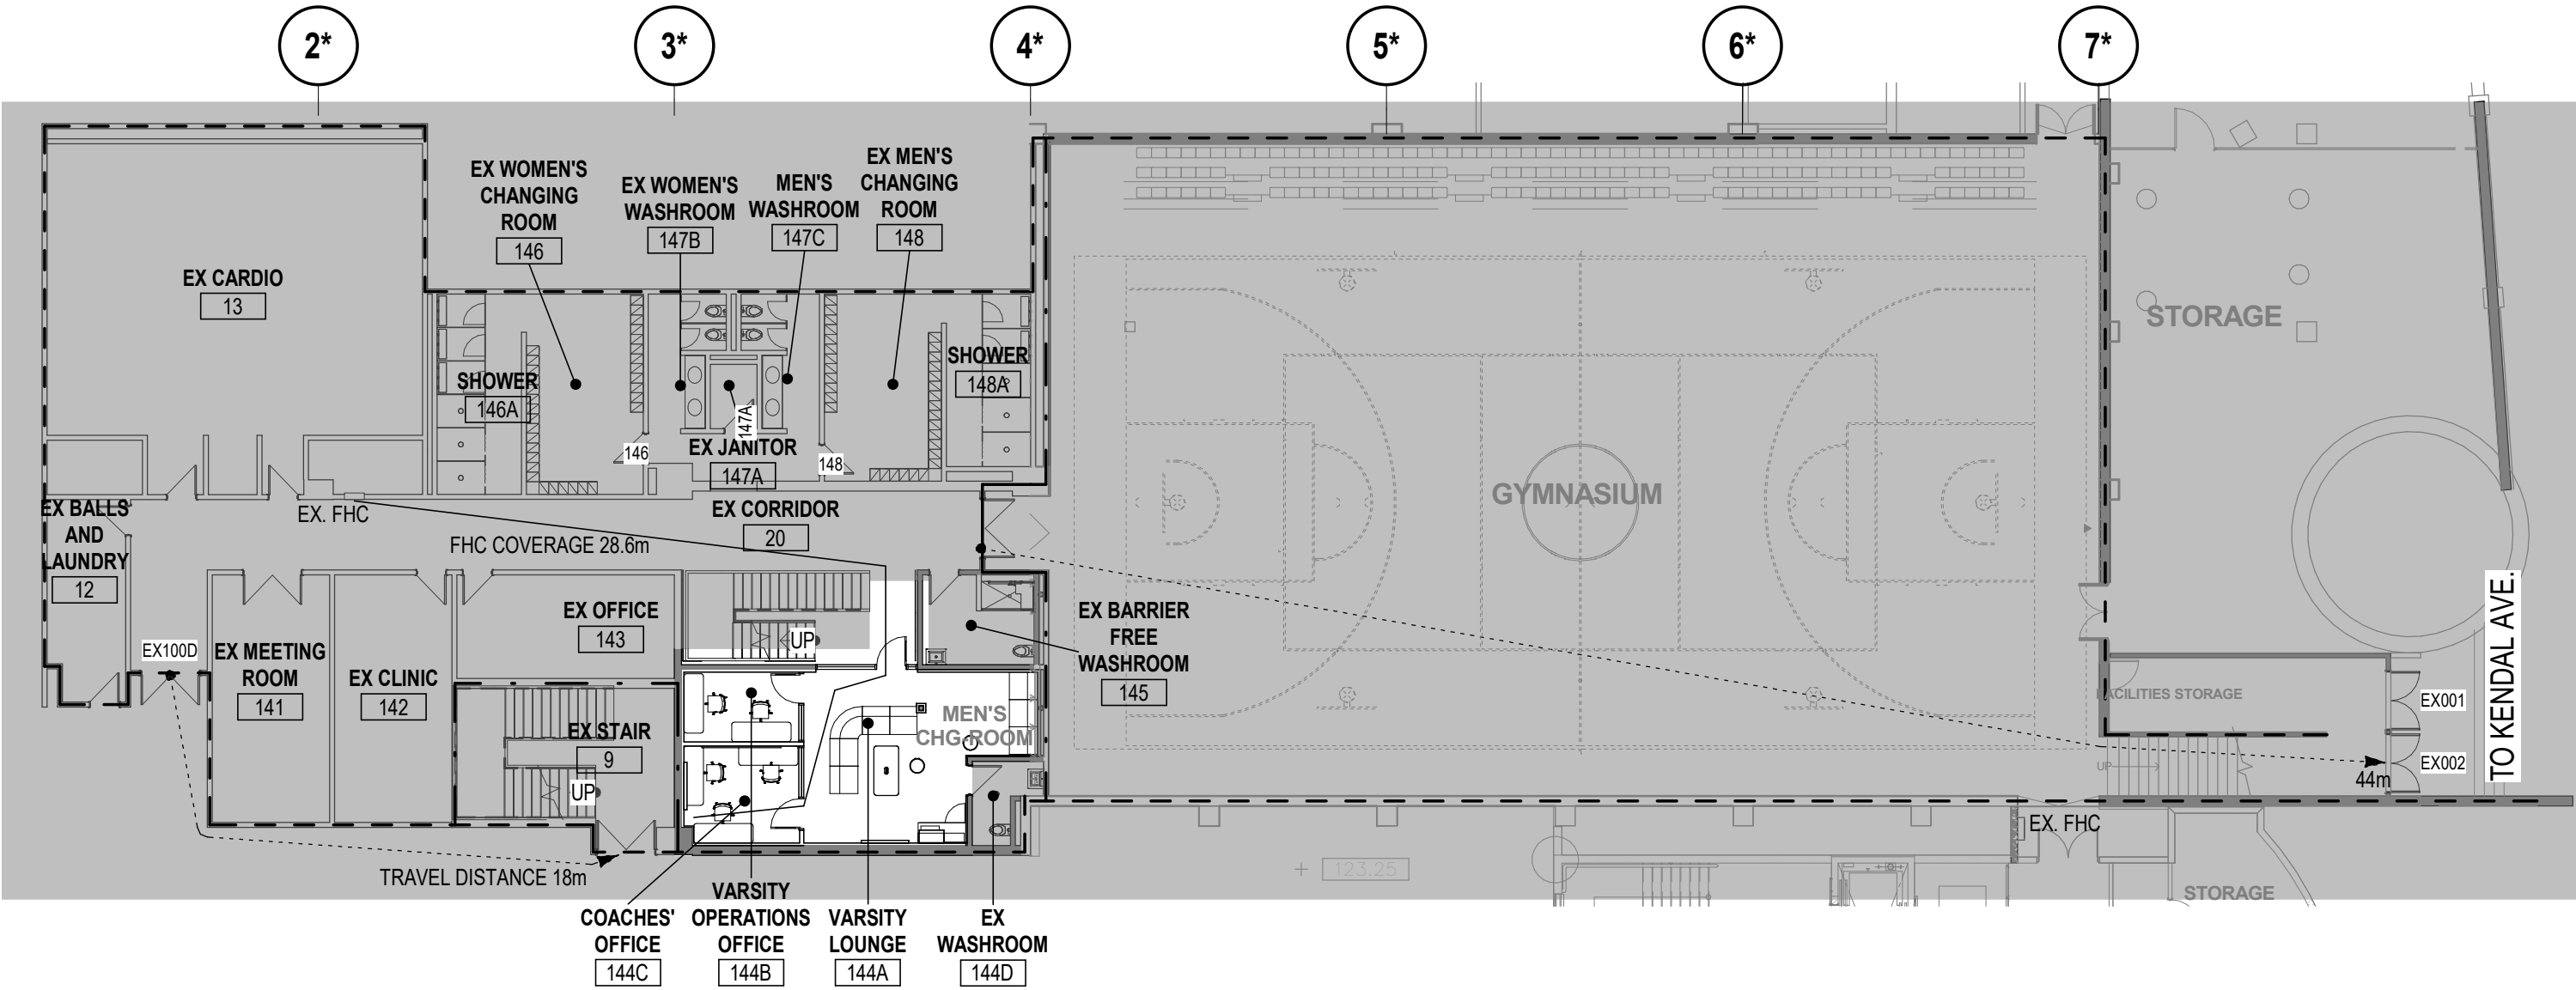 2*
3*
4*
5*
6*
7*
EX WOMEN'S
CHANGING
ROOM
146
EX WOMEN'S
WASHROOM
147B
MEN'S
WASHROOM
147C
EX MEN'S
CHANGING
ROOM
148
EX CARDIO
13
SHOWER
146A
SHOWER
148A
147A
146
148
EX JANITOR
147A
EX CORRIDOR
20
EX BALLS
AND
LAUNDRY
12
EX. FHC
FHC COVERAGE 28.6m
EX OFFICE
143
UP
EX100D
EX MEETING
ROOM
141
EX CLINIC
142
EX STAIR
9
UP
EX BARRIER
FREE
WASHROOM
145
MEN'S
CHG-ROOM
GYMNASIUM
STORAGE
FACILITIES STORAGE
EX001
EX002
UP
44m
TO KENDAL AVE.
EX. FHC
123.25
STORAGE
TRAVEL DISTANCE 18m
COACHES'
OFFICE
144C
VARSITY
OPERATIONS
OFFICE
144B
VARSITY
LOUNGE
144A
EX
WASHROOM
144D